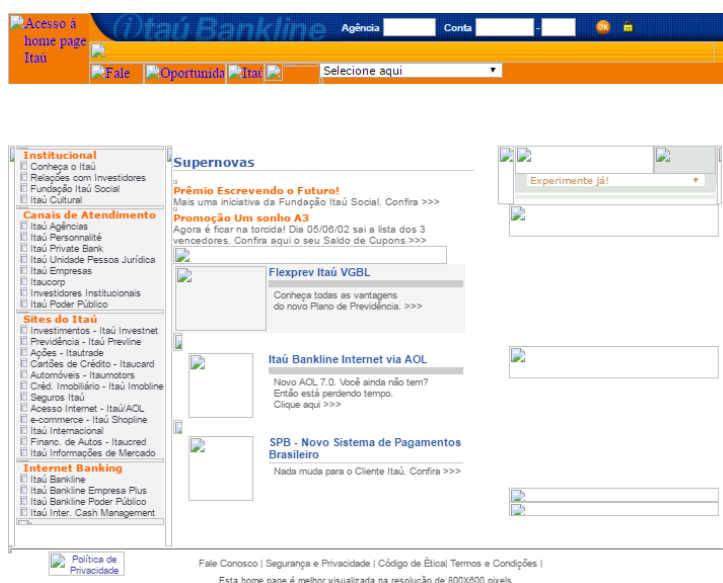 Acesso à
home page
Itaú
itaú Bankline
Agência
Conta
-
OK
Fale
Oportunida
Itaú
Selecione aqui
Institucional
Conheça o Itaú
Relações com Investidores
Fundação Itaú Social
Itaú Cultural
Canais de Atendimento
Itaú Agências
Itaú Personnalité
Itaú Private Bank
Itaú Unidade Pessoa Jurídica
Itaú Empresas
Itaucorp
Investidores Institucionais
Itaú Poder Público
Sites do Itaú
Investimentos - Itaú Investnet
Previdência - Itaú Prevline
Ações - Itautrade
Cartões de Crédito - Itaucard
Automóveis - Itaumotors
Créd. Imobiliário - Itaú Imobline
Seguros Itaú
Acesso Internet - Itaú/AOL
e-commerce - Itaú Shopline
Itaú Internacional
Financ. de Autos - Itaucred
Itaú Informações de Mercado
Internet Banking
Itaú Bankline
Itaú Bankline Empresa Plus
Itaú Bankline Poder Público
Itaú Inter. Cash Management
Supernovas
Prêmio Escrevendo o Futuro!
Mais uma iniciativa da Fundação Itaú Social. Confira >>>
Promoção Um sonho A3
Agora é ficar na torcida! Dia 05/06/02 sai a lista dos 3
vencedores. Confira aqui o seu Saldo de Cupons >>>
Flexprev Itaú VGBL
Conheça todas as vantagens
do novo Plano de Previdência. >>>
Itaú Bankline Internet via AOL
Novo AOL 7.0. Você ainda não tem?
Então está perdendo tempo.
Clique aqui >>>
SPB - Novo Sistema de Pagamentos
Brasileiro
Nada muda para o Cliente Itaú. Confira >>>
Experimente já!
Política de
Privacidade
Fale Conosco | Segurança e Privacidade | Código de Ética| Termos e Condições |
Esta home page é melhor visualizada na resolução de 800X600 pixels